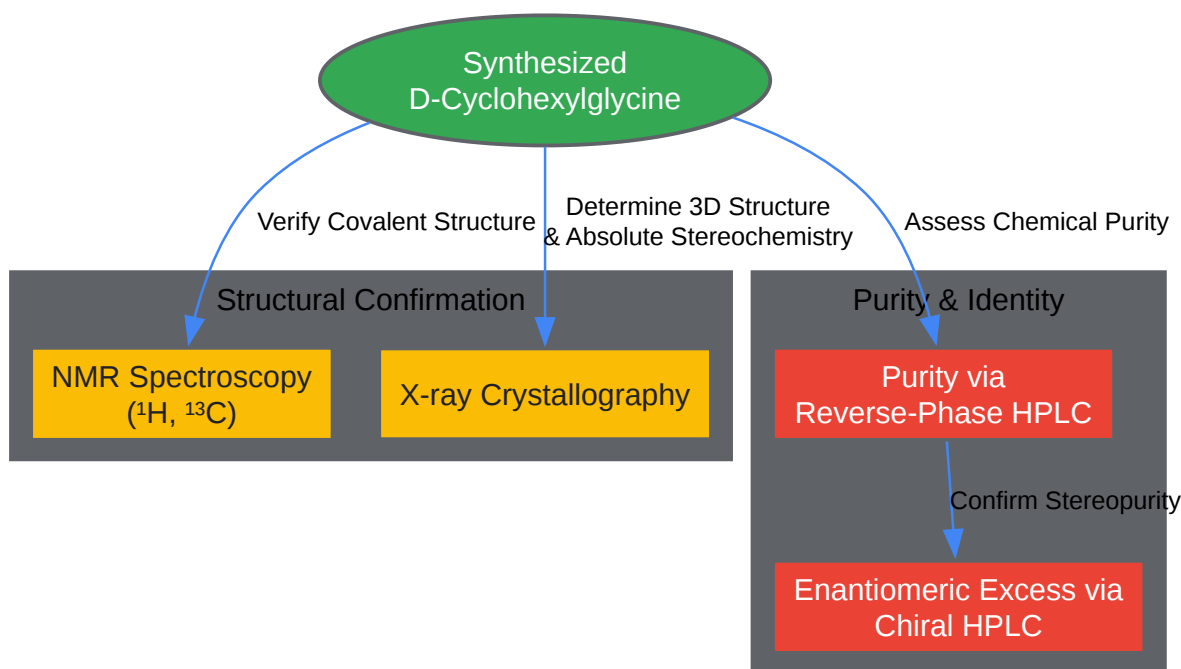 Synthesized
D-Cyclohexylglycine
Verify Covalent Structure
Determine 3D Structure
& Absolute Stereochemistry
Assess Chemical Purity
Structural Confirmation
Purity & Identity
NMR Spectroscopy
(¹H, ¹³C)
X-ray Crystallography
Purity via
Reverse-Phase HPLC
Confirm Stereopurity
Enantiomeric Excess via
Chiral HPLC